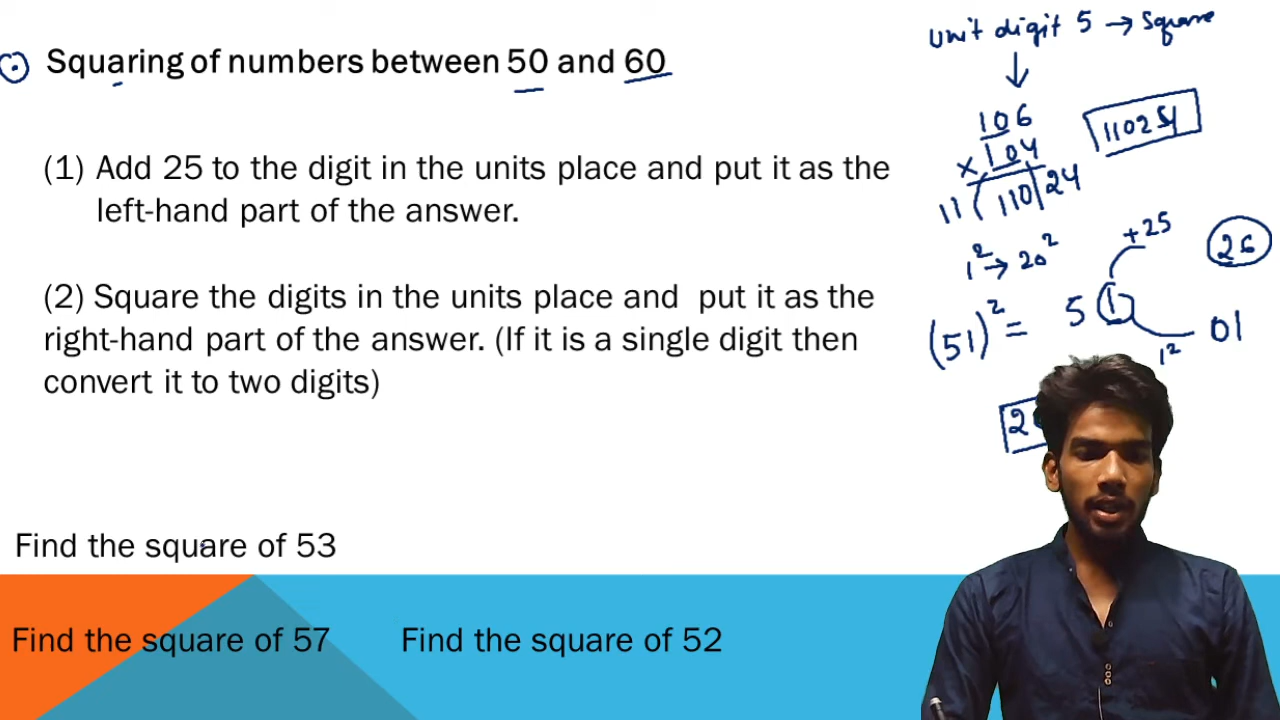 Squaring of numbers between 50 and 60
(1) Add 25 to the digit in the units place and put it as the
left-hand part of the answer.
(2) Square the digits in the units place and put it as the
right-hand part of the answer. (If it is a single digit then
convert it to two digits)
Find the square of 53
Find the square of 57
Find the square of 52
Unit digit 5 → Square
106
×104
11 110 24
11024
1² → 20²
+25
26
(51)² = 5 1
01
1²
2